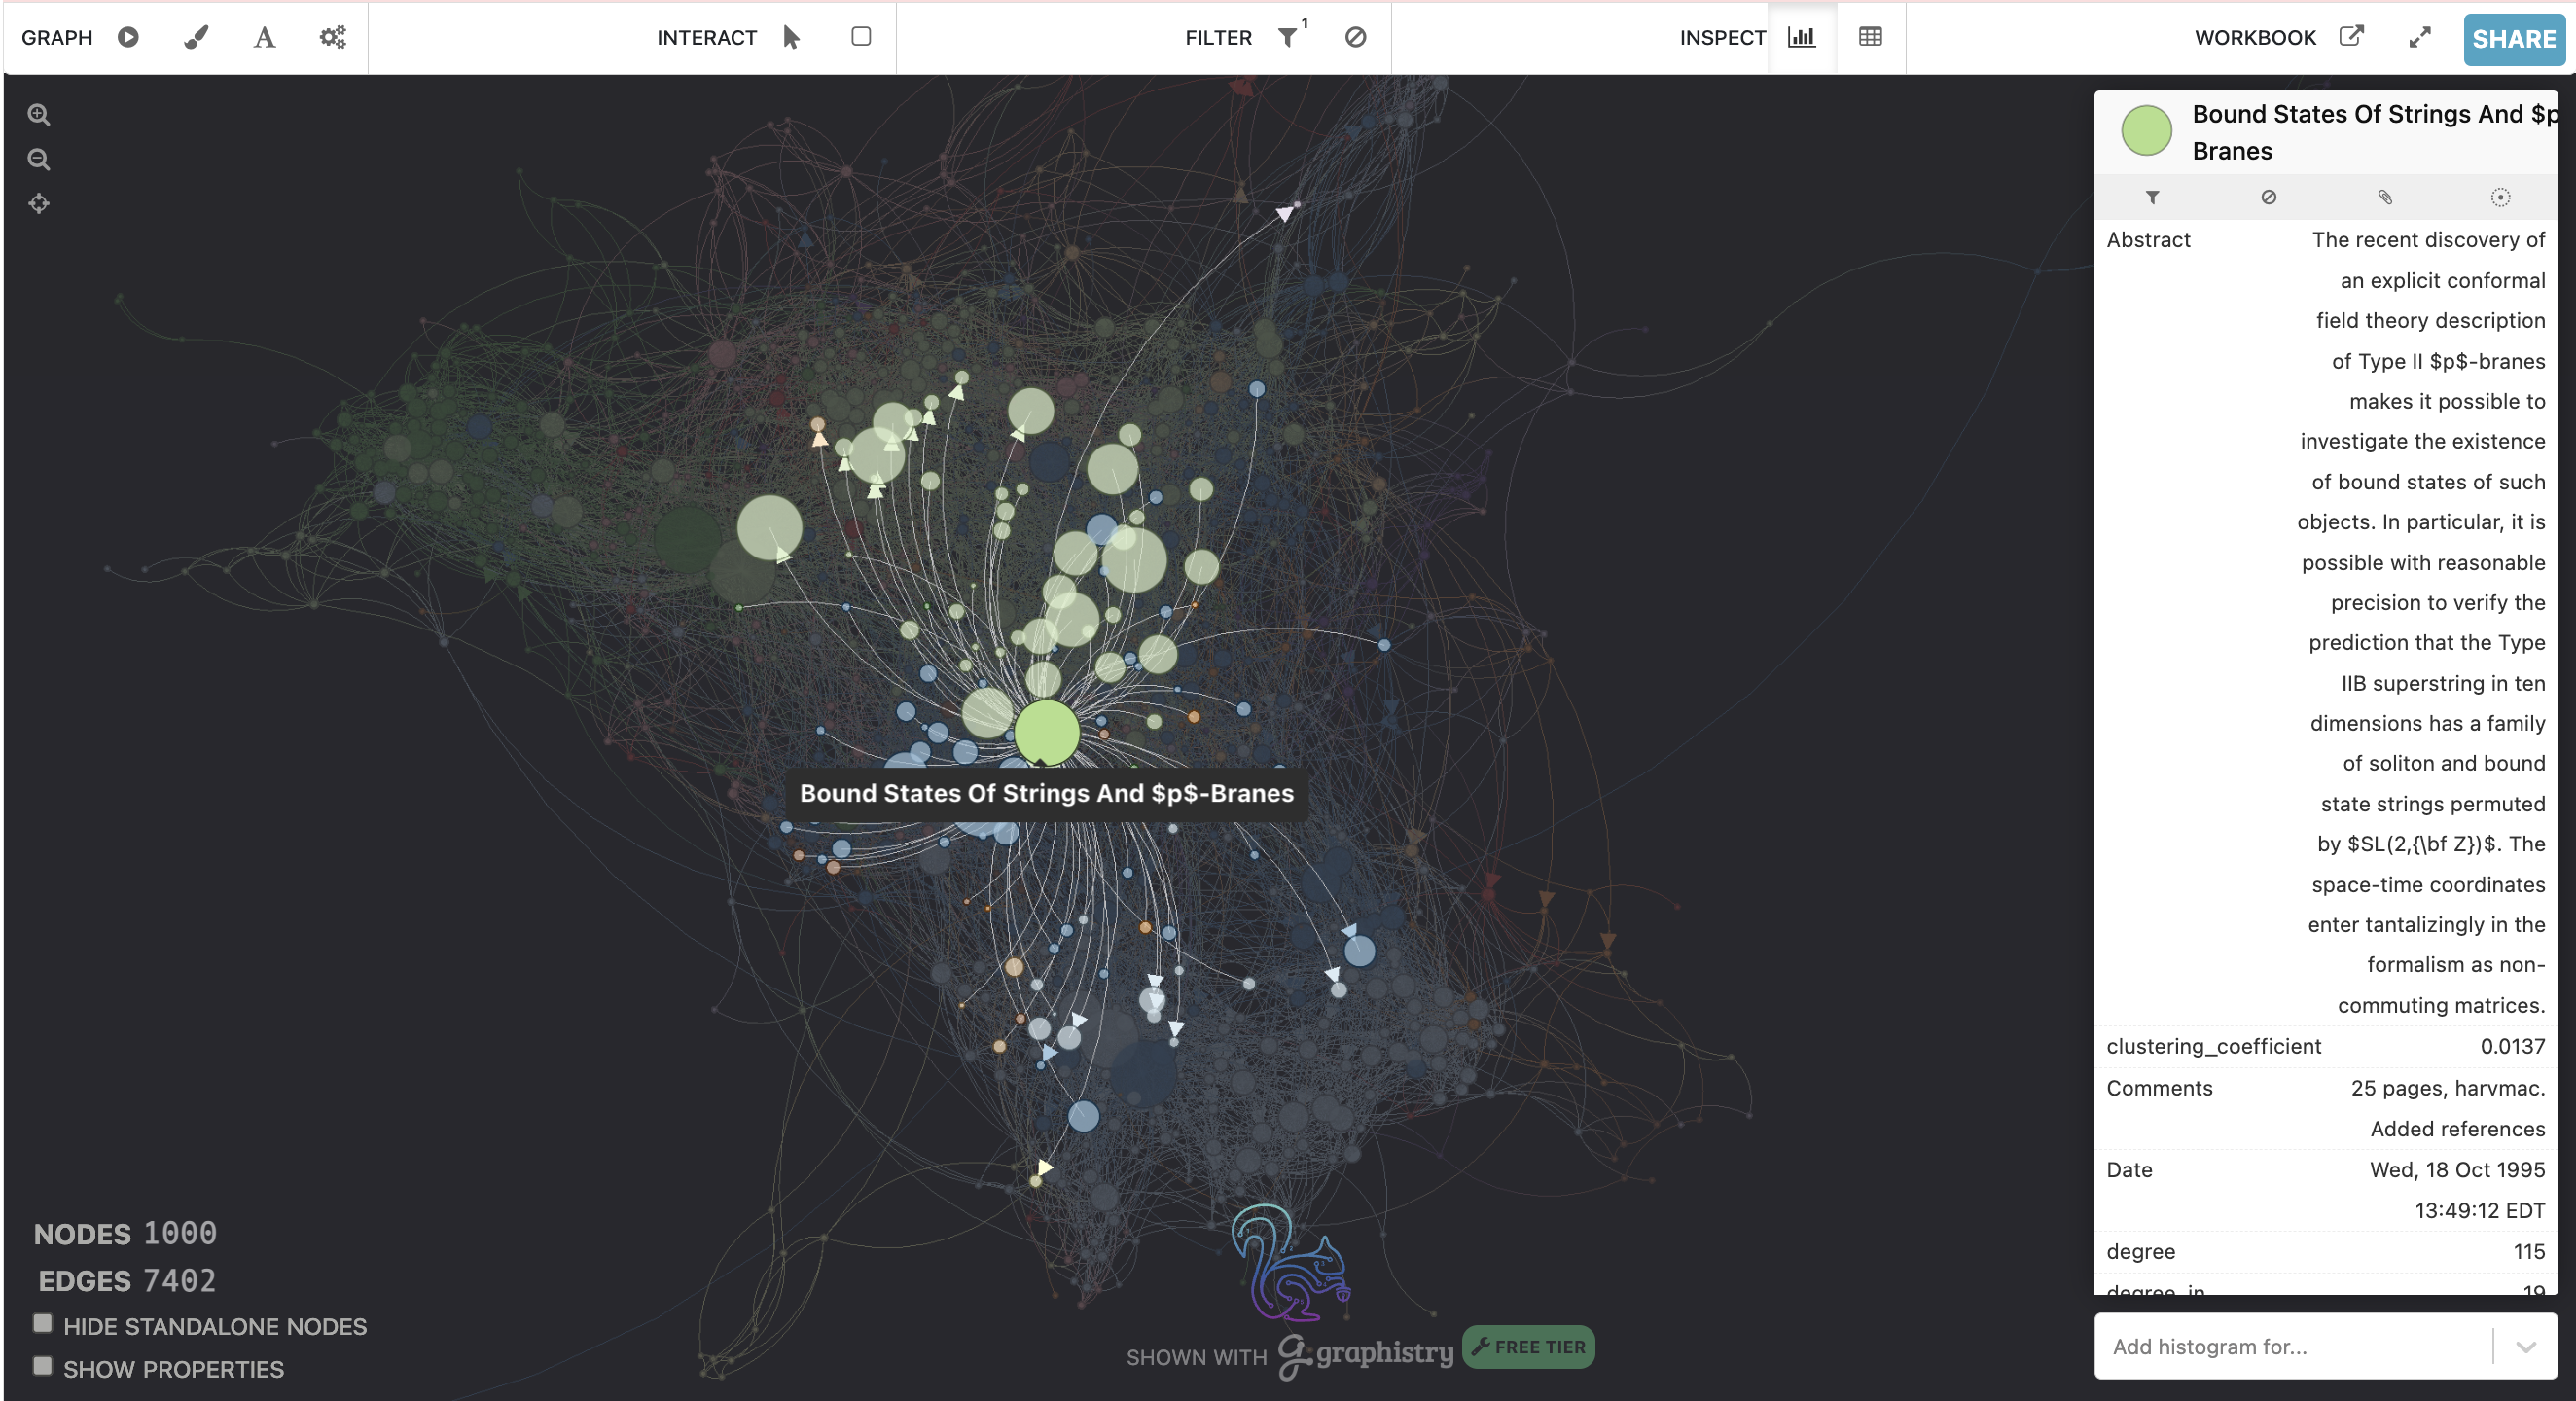 GRAPH INTERACT FILTER 1 INSPECT WORKBOOK SHARE
Bound States Of Strings And $p
Branes
Abstract The recent discovery of
an explicit conformal
field theory description
of Type II $p$-branes
makes it possible to
investigate the existence
of bound states of such
objects. In particular, it is
possible with reasonable
precision to verify the
prediction that the Type
IIB superstring in ten
dimensions has a family
of soliton and bound
state strings permuted
by $SL(2,{\bf Z})$. The
space-time coordinates
enter tantalizingly in the
formalism as non-
commuting matrices.
clustering_coefficient 0.0137
Comments 25 pages, harvmac.
Added references
Date Wed, 18 Oct 1995
13:49:12 EDT
degree 115
degree_in 19
Add histogram for...
Bound States Of Strings And $p$-Branes
NODES 1000
EDGES 7402
HIDE STANDALONE NODES
SHOW PROPERTIES
SHOWN WITH graphistry FREE TIER